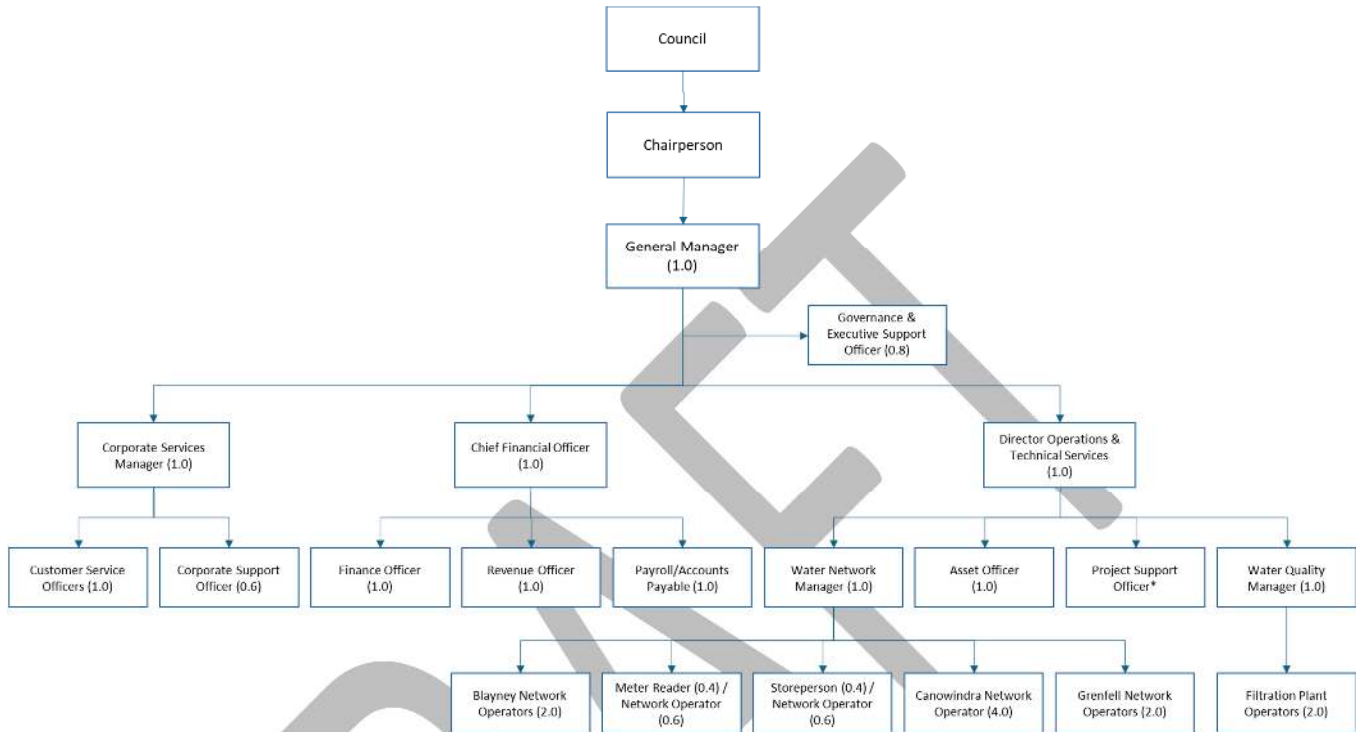 Council
Chairperson
General Manager
(1.0)
Governance &
Executive Support
Officer (0.8)
Corporate Services
Manager (1.0)
Chief Financial Officer
(1.0)
Director Operations &
Technical Services
(1.0)
Customer Service
Officers (1.0)
Corporate Support
Officer (0.6)
Finance Officer
(1.0)
Revenue Officer
(1.0)
Payroll/Accounts
Payable (1.0)
Water Network
Manager (1.0)
Asset Officer
(1.0)
Project Support
Officer*
Water Quality
Manager (1.0)
Blayney Network
Operators (2.0)
Meter Reader (0.4) /
Network Operator
(0.6)
Storeperson (0.4) /
Network Operator
(0.6)
Canowindra Network
Operator (4.0)
Grenfell Network
Operators (2.0)
Filtration Plant
Operators (2.0)
DRAFT